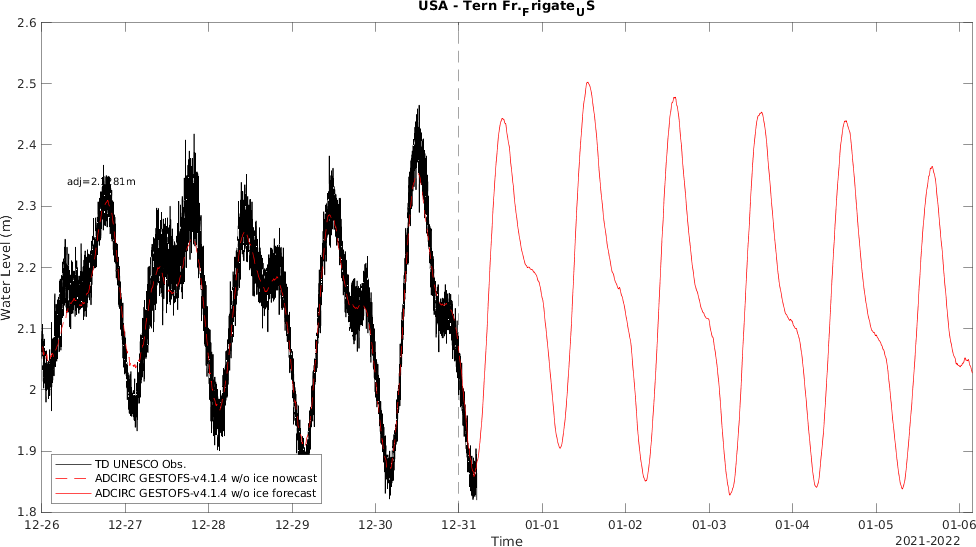 USA - Tern Fr.FrigateUS
2.6
2.5
2.4
2.3
2.2
2.1
2
1.9
1.8
Water Level (m)
TD UNESCO Obs.
ADCIRC GESTOFS-v4.1.4 w/o ice nowcast
ADCIRC GESTOFS-v4.1.4 w/o ice forecast
12-26 12-27 12-28 12-29 12-30 12-31 01-01 01-02 01-03 01-04 01-05 01-06
Time
2021-2022